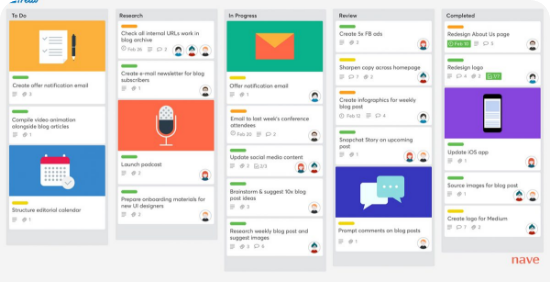 To Do
Create offer notification email
2
Compile video animation
alongside blog articles
1
Structure editorial calendar
1
Research
Check all internal URLs work in
blog archive
Feb 26
2
Create e-mail newsletter for blog
subscribers
1
Launch podcast
2
Prepare onboarding materials for
new UI designers
2
In Progress
Offer notification email
1
Email to last week's conference
attendees
Feb 20
2
Update social media content
3
2/5
Brainstorm & suggest 10x blog
post ideas
3
Research weekly blog post and
suggest images
3
6
Review
Create 5x FB ads
3
Sharpen copy across homepage
1
3
Create infographics for weekly
blog post
Feb 12
4
Snapchat Story on upcoming
post
1
Prompt comments on blog posts
1
Completed
Redesign About Us page
Feb 10
3
Redesign logo
4
2
Update iOS app
1
Source images for blog post
1
Create logo for Medium
7
2
nave